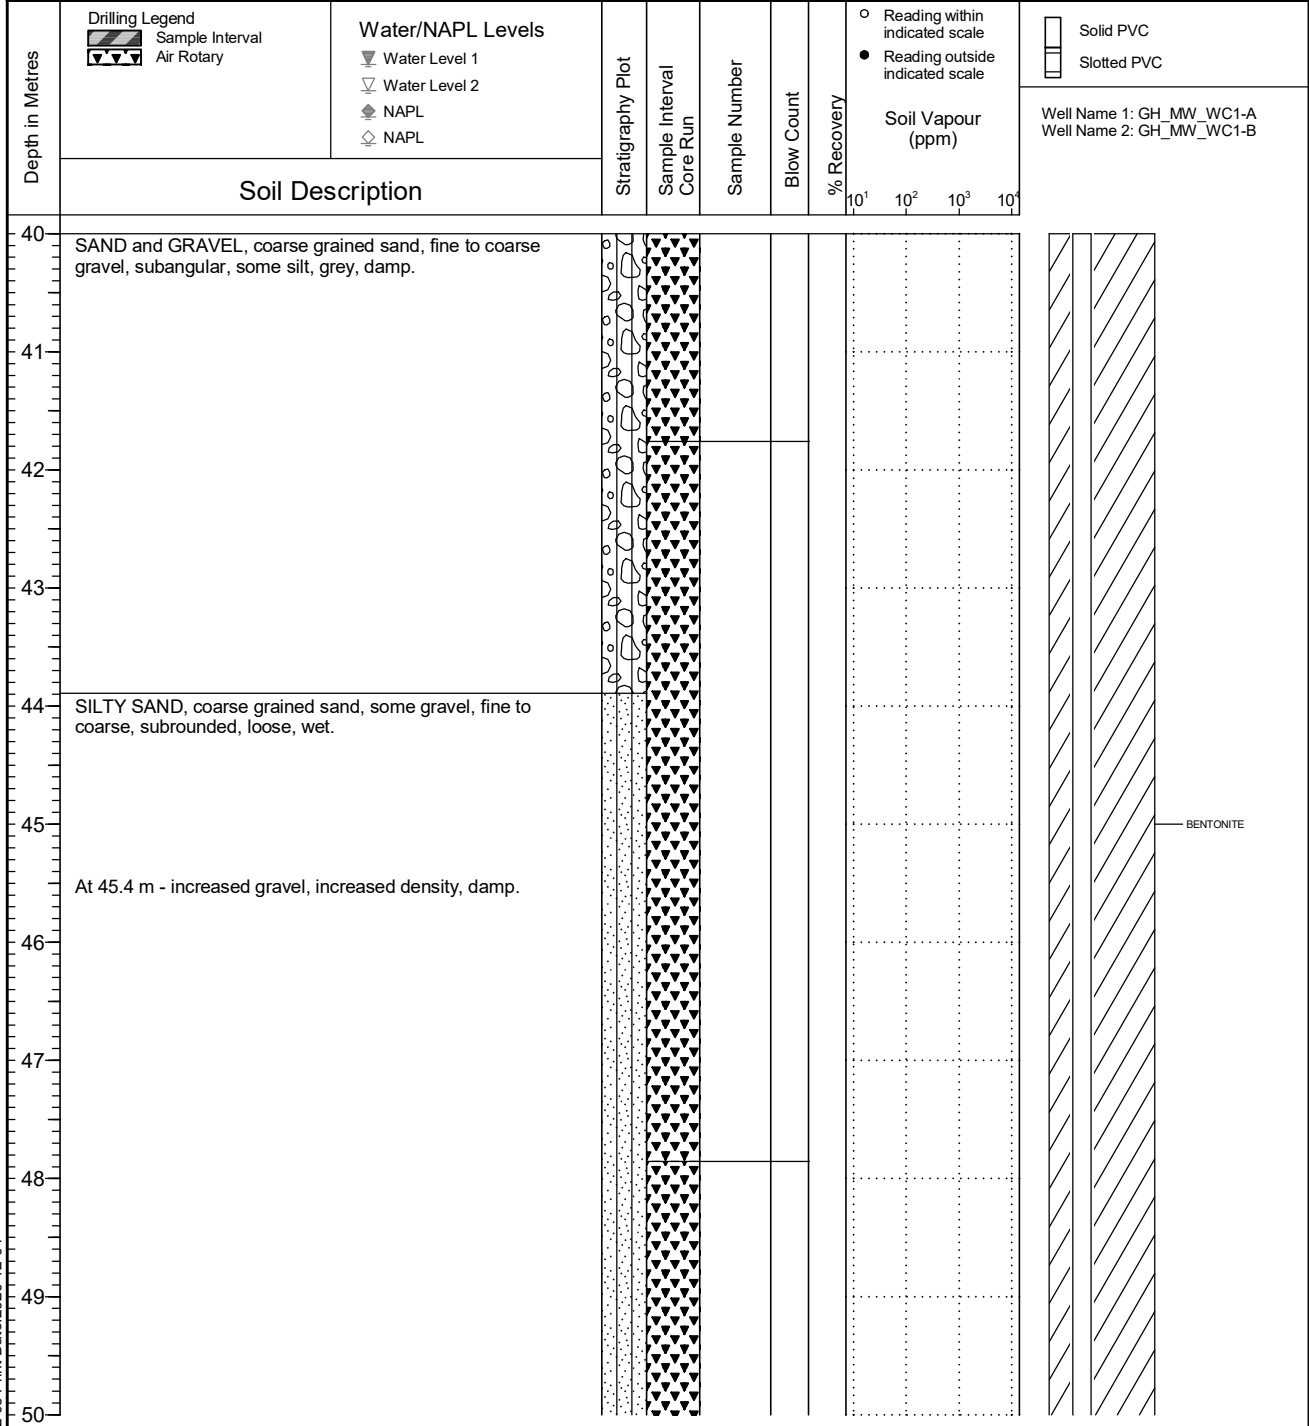 Depth in Metres
Drilling Legend
Sample Interval
Air Rotary
Water/NAPL Levels
Water Level 1
Water Level 2
NAPL
NAPL
Soil Description
Stratigraphy Plot
Sample Interval
Core Run
Sample Number
Blow Count
% Recovery
Reading within
indicated scale
Reading outside
indicated scale
Soil Vapour
(ppm)
10¹ 10² 10³ 10⁴
Solid PVC
Slotted PVC
Well Name 1: GH_MW_WC1-A
Well Name 2: GH_MW_WC1-B
40
SAND and GRAVEL, coarse grained sand, fine to coarse
gravel, subangular, some silt, grey, damp.
41
42
43
44
SILTY SAND, coarse grained sand, some gravel, fine to
coarse, subrounded, loose, wet.
45
BENTONITE
At 45.4 m - increased gravel, increased density, damp.
46
47
48
49
50